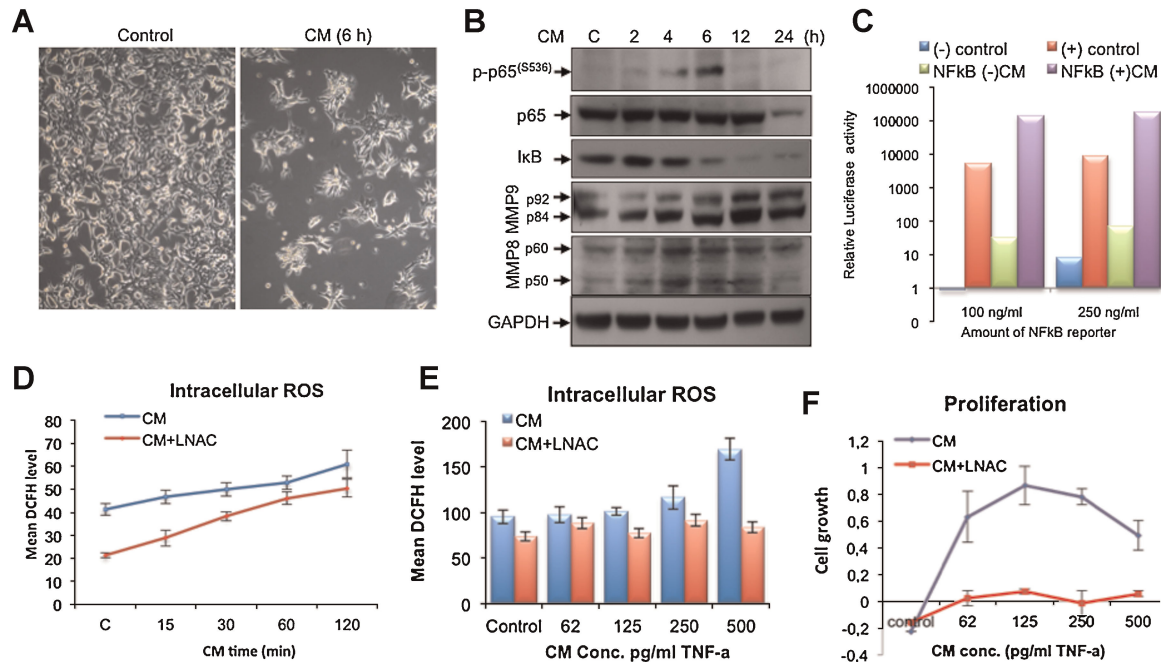 A
Control
CM (6 h)
B
CM C 2 4 6 12 24 (h)
p-p65(S536)
p65
IκB
MMP9
p92
p84
MMP8
p60
p50
GAPDH
C
(-) control
(+) control
NFkB (-)CM
NFkB (+)CM
Relative Luciferase activity
1000000
100000
10000
1000
100
10
1
0
100 ng/ml
250 ng/ml
Amount of NFkB reporter
D
Intracellular ROS
CM
CM+LNAC
Mean DCFH level
80
70
60
50
40
30
20
10
0
C 15 30 60 120
CM time (min)
E
Intracellular ROS
CM
CM+LNAC
Mean DCFH level
200
150
100
50
0
Control 62 125 250 500
CM Conc. pg/ml TNF-a
F
Proliferation
CM
CM+LNAC
Cell growth
1,2
1
0,8
0,6
0,4
0,2
0
-0,2
-0,4
control 62 125 250 500
CM conc. (pg/ml TNF-a)